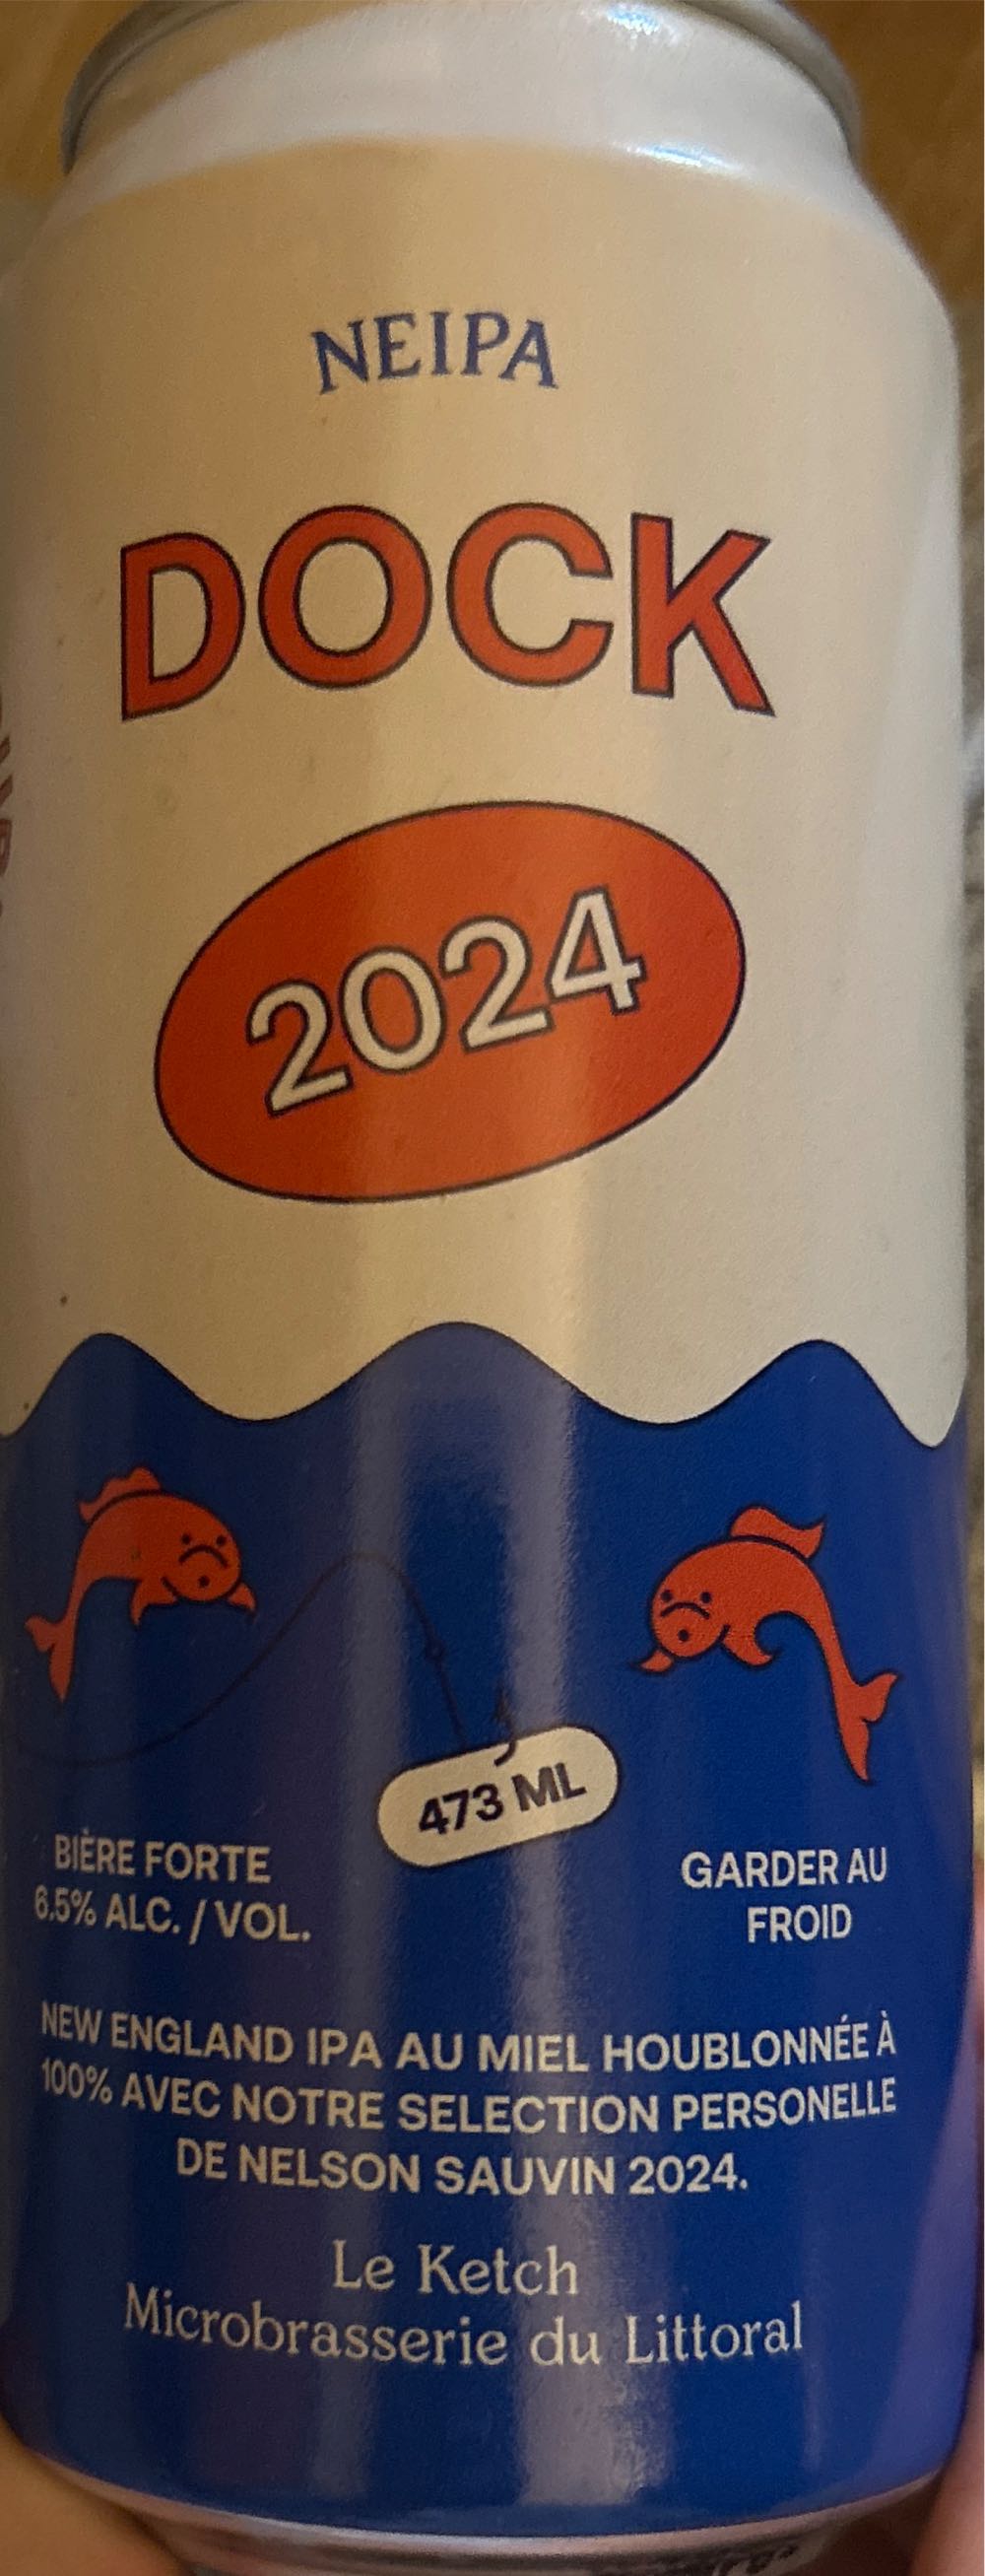 NEIPA
DOCK
2024
473 ML
BIÈRE FORTE
6.5% ALC. / VOL.
GARDER AU
FROID
NEW ENGLAND IPA AU MIEL HOUBLONNÉE À
100% AVEC NOTRE SELECTION PERSONELLE
DE NELSON SAUVIN 2024.
Le Ketch
Microbrasserie du Littoral